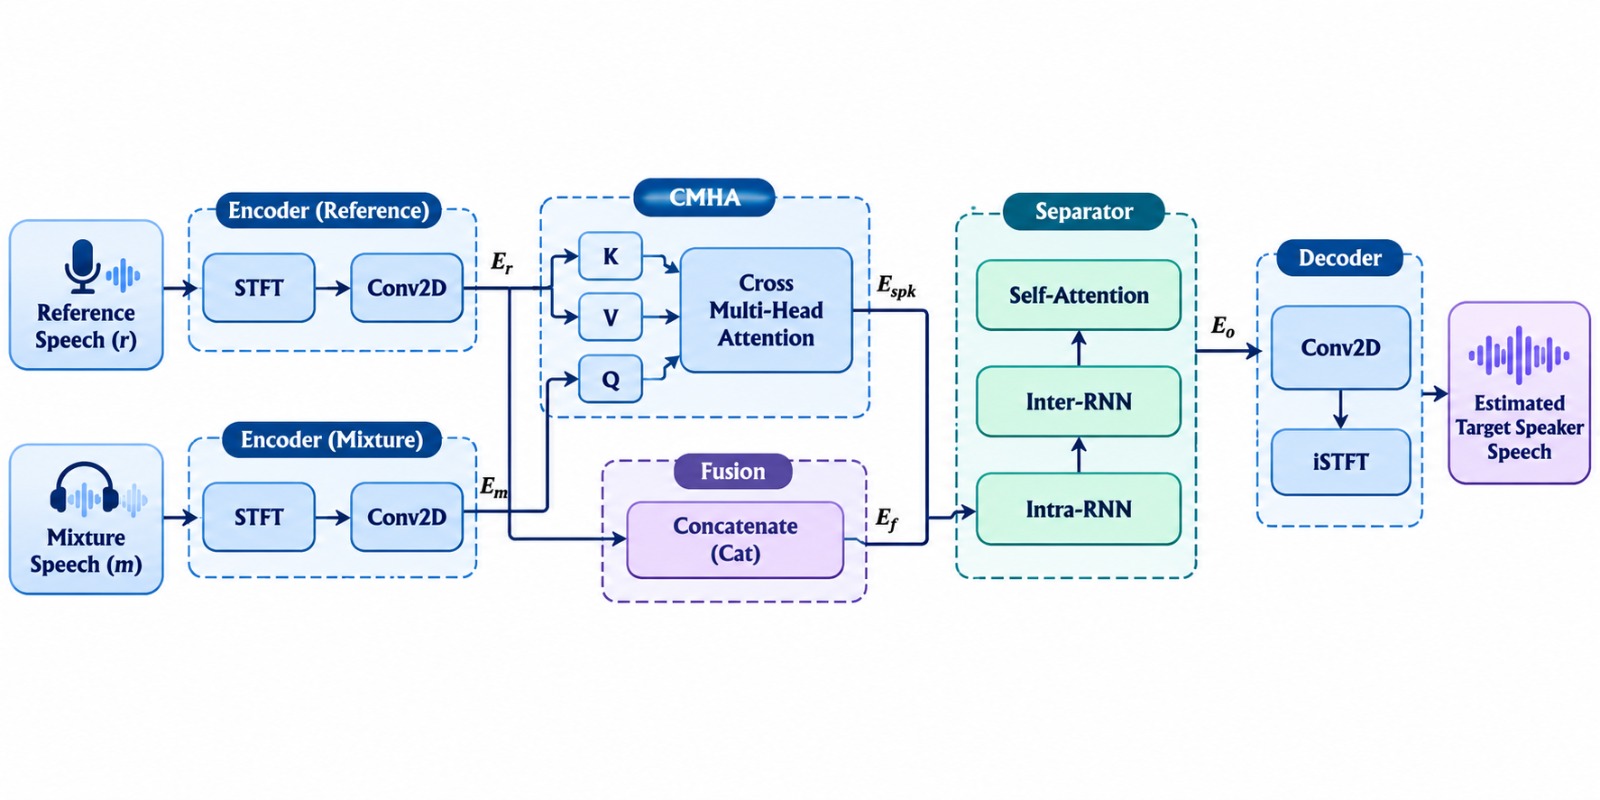 Reference
Speech (r)
Encoder (Reference)
STFT
Conv2D
E_r
Mixture
Speech (m)
Encoder (Mixture)
STFT
Conv2D
E_m
CMHA
K
V
Q
Cross
Multi-Head
Attention
E_spk
Fusion
Concatenate
(Cat)
E_f
Separator
Self-Attention
Inter-RNN
Intra-RNN
E_o
Decoder
Conv2D
iSTFT
Estimated
Target Speaker
Speech